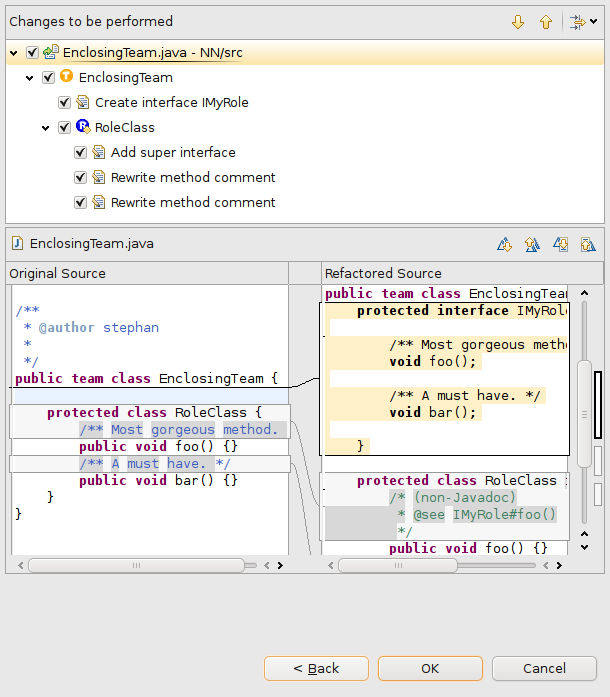 Changes to be performed
EnclosingTeam.java - NN/src
EnclosingTeam
Create interface IMyRole
RoleClass
Add super interface
Rewrite method comment
Rewrite method comment
EnclosingTeam.java
Original Source
/**
* @author stephan
*
*/
public team class EnclosingTeam {
protected class RoleClass {
/** Most gorgeous method.
public void foo() {}
/** A must have. */
public void bar() {}
}
}
Refactored Source
public team class EnclosingTeam
protected interface IMyRole
/** Most gorgeous meth
void foo();
/** A must have. */
void bar();
}
protected class RoleClass
/* (non-Javadoc)
* @see IMyRole#foo()
*/
public void foo() {}
< Back
OK
Cancel